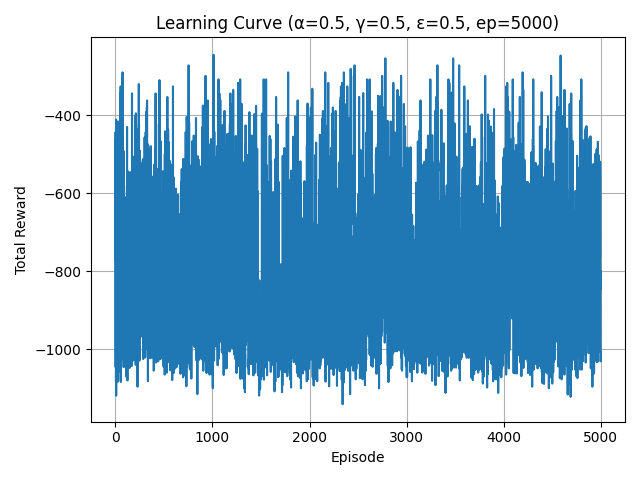 Learning Curve (α=0.5, γ=0.5, ε=0.5, ep=5000)
Total Reward
−400
−600
−800
−1000
0 1000 2000 3000 4000 5000
Episode